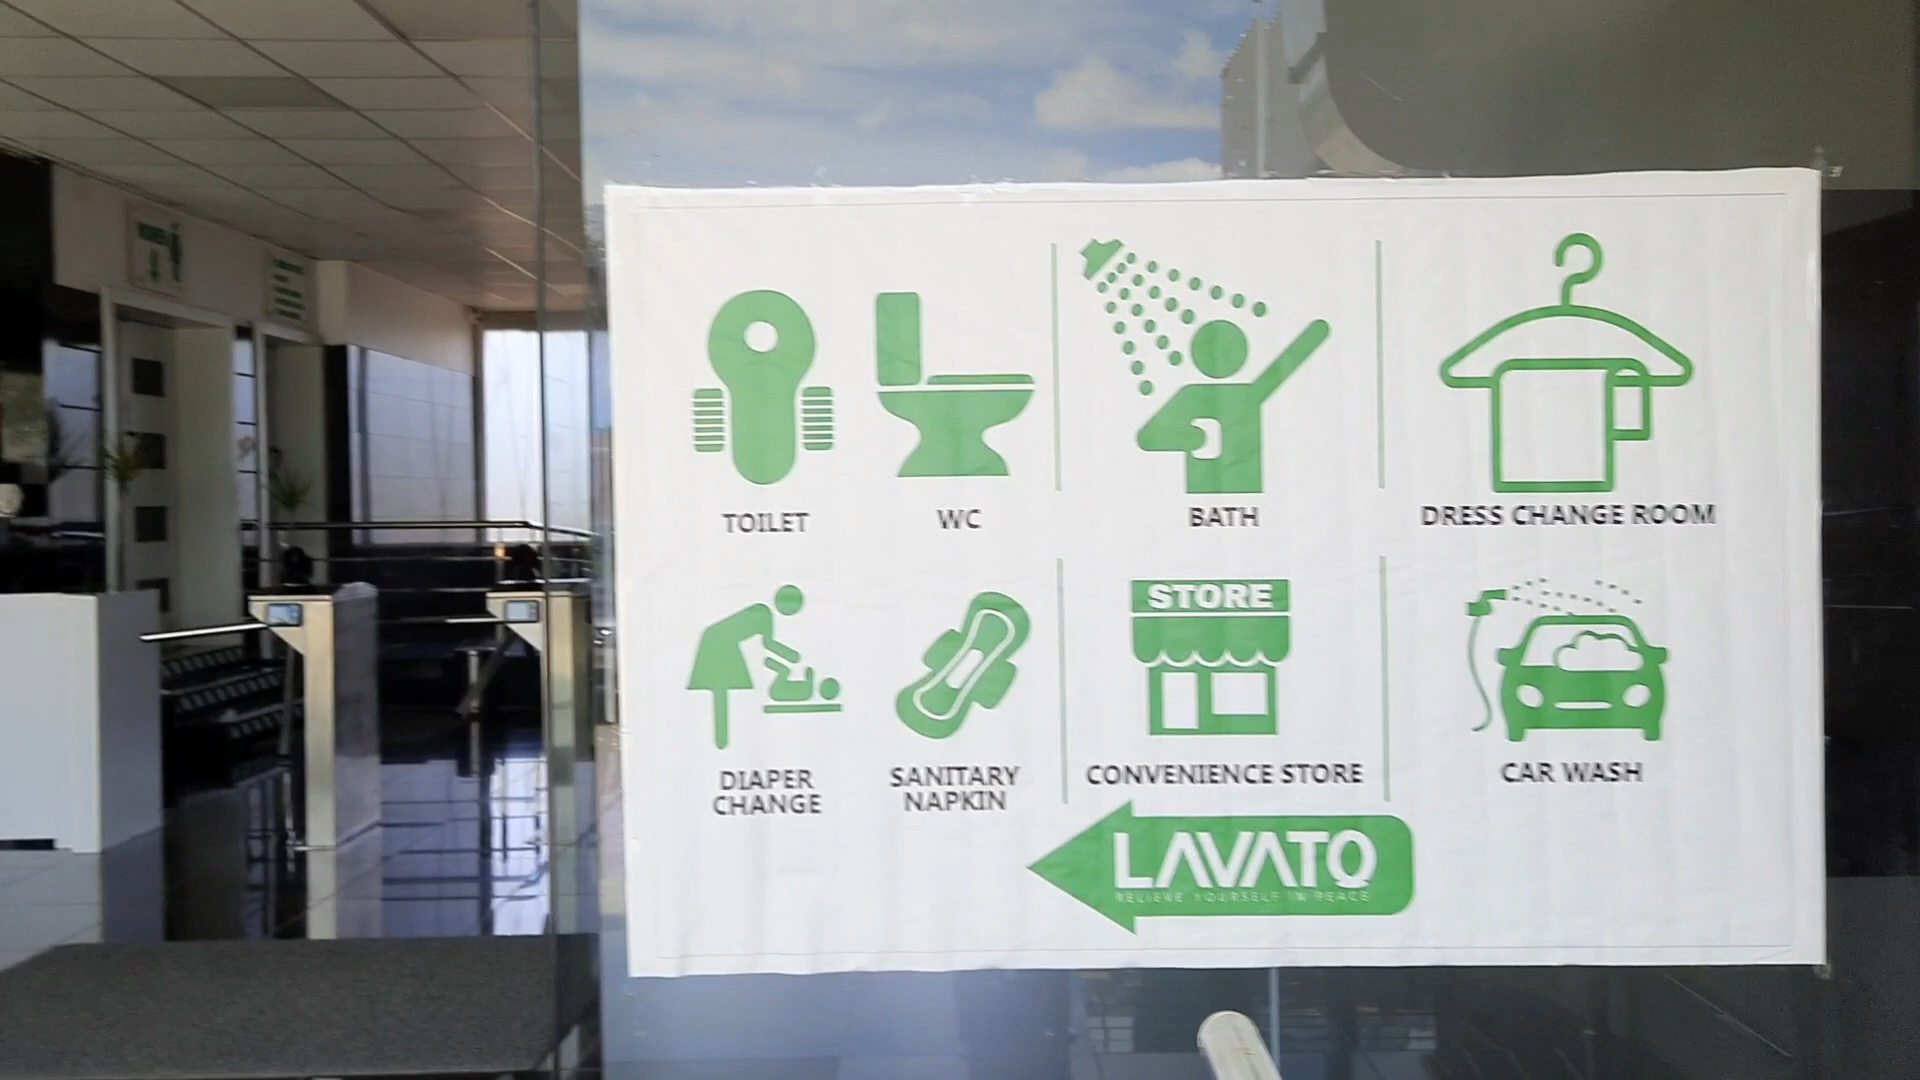 TOILET
WC
BATH
DRESS CHANGE ROOM
STORE
DIAPER
CHANGE
SANITARY
NAPKIN
CONVENIENCE STORE
CAR WASH
LAVATO
RELIEVE YOURSELF IN PEACE